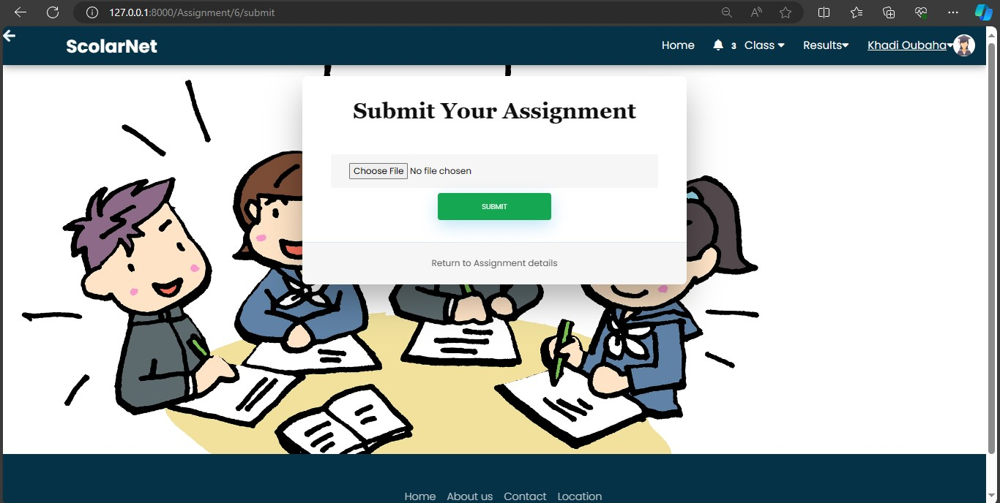 127.0.0.1:8000/Assignment/6/submit
ScolarNet
Home 3 Class Results Khadi Oubaha
Submit Your Assignment
Choose File No file chosen
SUBMIT
Return to Assignment details
Home About us Contact Location